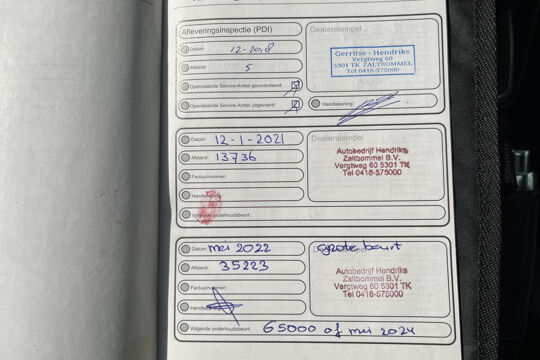 Afleveringsinspectie (PDI)
Dealerstempel
Datum: 12-2018
Afstand: 5
Openstaande Service-Acties gecontroleerd:
Openstaande Service-Acties uitgevoerd:
Gerritse - Hendriks
Vergtweg 60
5301 TK ZALTBOMMEL
Tel 0418-575000
Handtekening:
Datum: 12-1-2021
Afstand: 13736
Factuurnummer:
Handtekening:
Volgende onderhoudsbeurt:
Dealerstempel
Autobedrijf Hendriks
Zaltbommel B.V.
Vergtweg 60 5301 TK
Tel 0418-575000
Datum: mei 2022
Afstand: 35223
Factuurnummer:
Volgende onderhoudsbeurt: 65000 of mei 2024
grote beurt
Autobedrijf Hendriks
Zaltbommel B.V.
Vergtweg 60 5301 TK
Tel 0418-575000